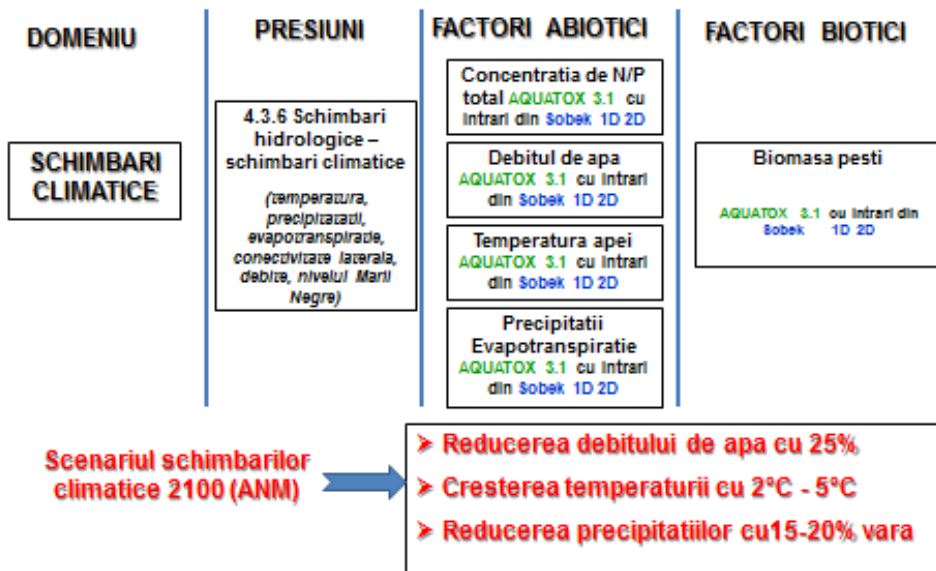 DOMENIU
PRESIUNI
FACTORI ABIOTICI
FACTORI BIOTICI
SCHIMBARI
CLIMATICE
4.3.6 Schimbari
hidrologice –
schimbari climatice
(temperatura,
precipitatatii,
evapotranspiratie,
conectivitate laterala,
debite, nivelul Marii
Negre)
Concentratia de N/P
total AQUATOX 3.1 cu
intrari din Sobek 1D 2D
Debitul de apa
AQUATOX 3.1 cu intrari
din Sobek 1D 2D
Temperatura apei
AQUATOX 3.1 cu intrari
din Sobek 1D 2D
Precipitatii
Evapotranspiratie
AQUATOX 3.1 cu intrari
din Sobek 1D 2D
Biomasa pesti
AQUATOX 3.1 cu intrari din
Sobek 1D 2D
Scenariul schimbarilor
climatice 2100 (ANM)
➢ Reducerea debitului de apa cu 25%
➢ Cresterea temperaturii cu 2ºC - 5ºC
➢ Reducerea precipitatiilor cu15-20% vara